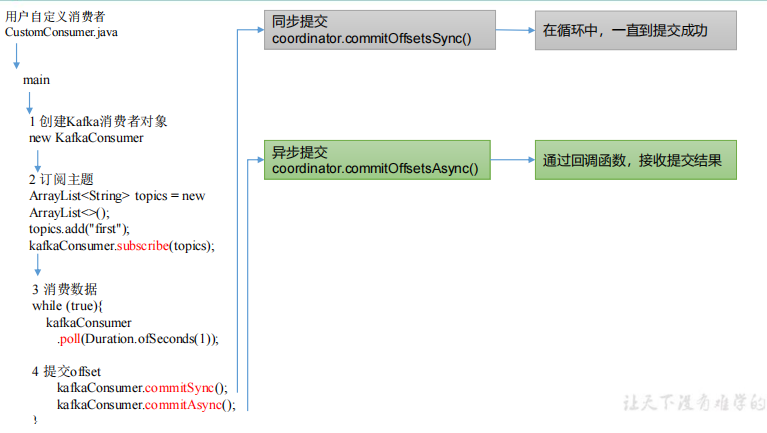 用户自定义消费者
CustomConsumer.java
main
1 创建Kafka消费者对象
new KafkaConsumer
2 订阅主题
ArrayList<String> topics = new
ArrayList<>();
topics.add("first");
kafkaConsumer.subscribe(topics);
3 消费数据
while (true){
kafkaConsumer
.poll(Duration.ofSeconds(1));
4 提交offset
kafkaConsumer.commitSync();
kafkaConsumer.commitAsync();
}
同步提交
coordinator.commitOffsetsSync()
在循环中，一直到提交成功
异步提交
coordinator.commitOffsetsAsync()
通过回调函数，接收提交结果
让天下没有难学的